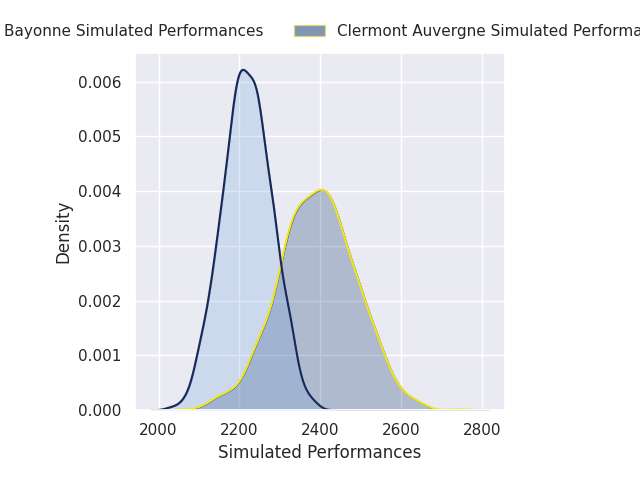 Bayonne Simulated Performances
Clermont Auvergne Simulated Performa
0.006
0.005
0.004
0.003
0.002
0.001
0.000
Density
2000 2200 2400 2600 2800
Simulated Performances